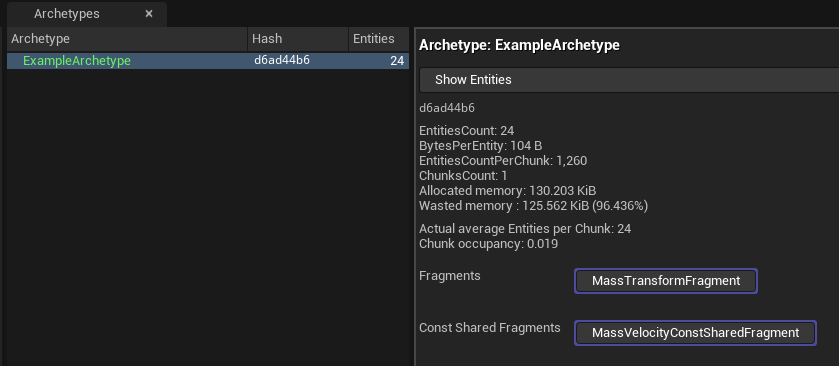 Archetypes ×
Archetype Hash Entities
ExampleArchetype d6ad44b6 24
Archetype: ExampleArchetype
Show Entities
d6ad44b6
EntitiesCount: 24
BytesPerEntity: 104 B
EntitiesCountPerChunk: 1,260
ChunksCount: 1
Allocated memory: 130.203 KiB
Wasted memory : 125.562 KiB (96.436%)
Actual average Entities per Chunk: 24
Chunk occupancy: 0.019
Fragments MassTransformFragment
Const Shared Fragments MassVelocityConstSharedFragment